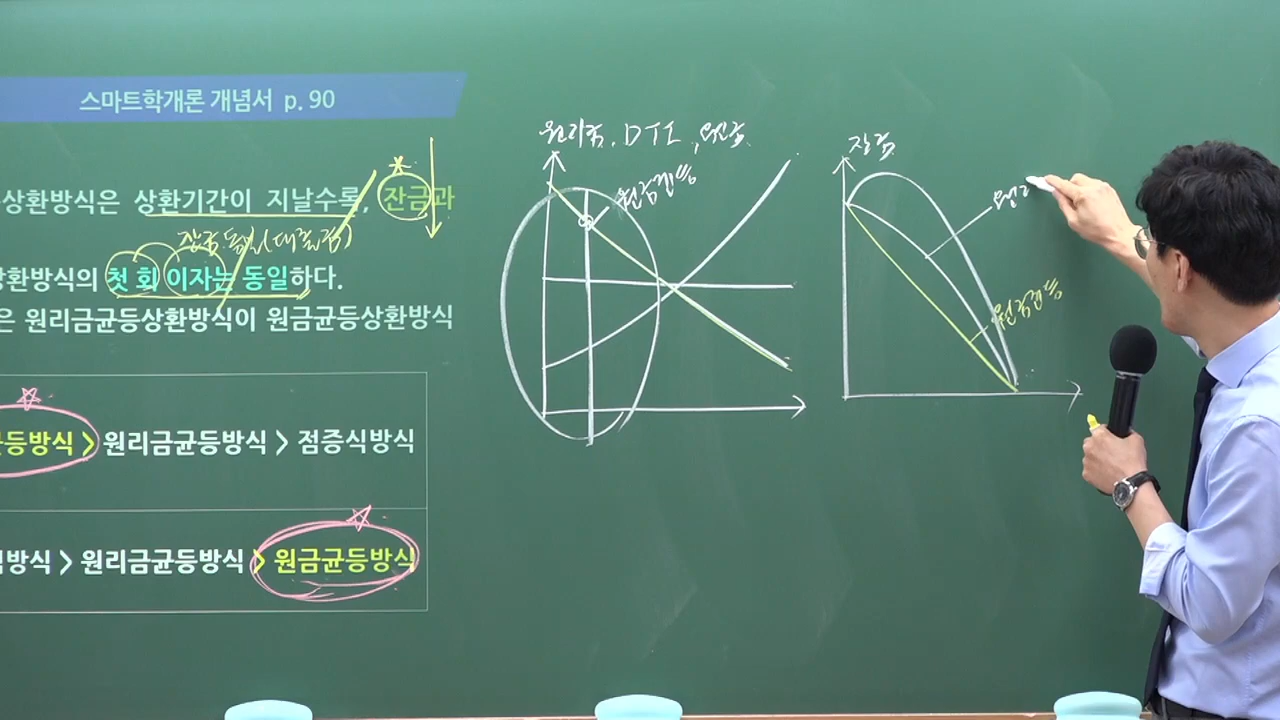 스마트학개론 개념서 p. 90
상환방식은 상환기간이 지날수록, 잔금과
잔금 동일(대출금)
상환방식의 첫 회 이자는 동일하다.
은 원리금균등상환방식이 원금균등상환방식
균등방식 > 원리금균등방식 > 점증식방식
방식 > 원리금균등방식 > 원금균등방식
원리금, DTI, 원금
원금균등
잔금
원리
원금균등